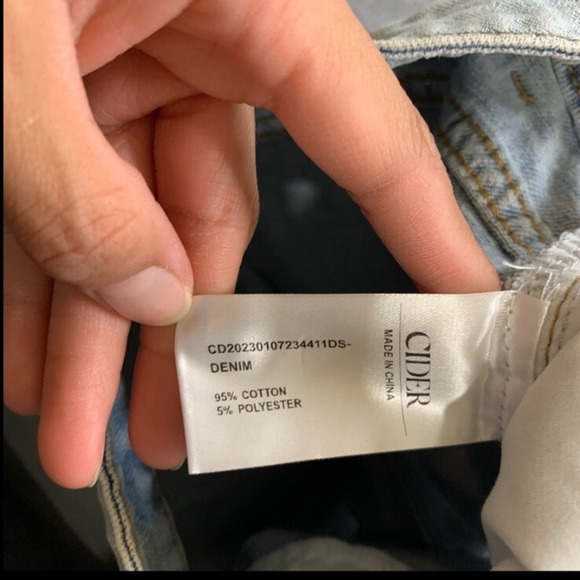 CD20230107234411DS-
DENIM
95% COTTON
5% POLYESTER
CIDER
MADE IN CHINA